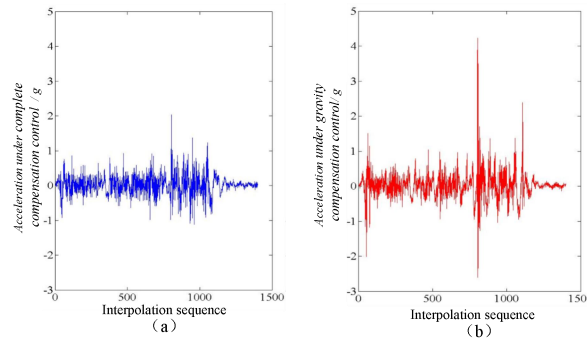 Acceleration under complete
compensation control / g
5
4
3
2
1
0
-1
-2
-3
0 500 1000 1500
Interpolation sequence
（a）
Acceleration under gravity
compensation control/ g
5
4
3
2
1
0
-1
-2
-3
0 500 1000 150
Interpolation sequence
（b）